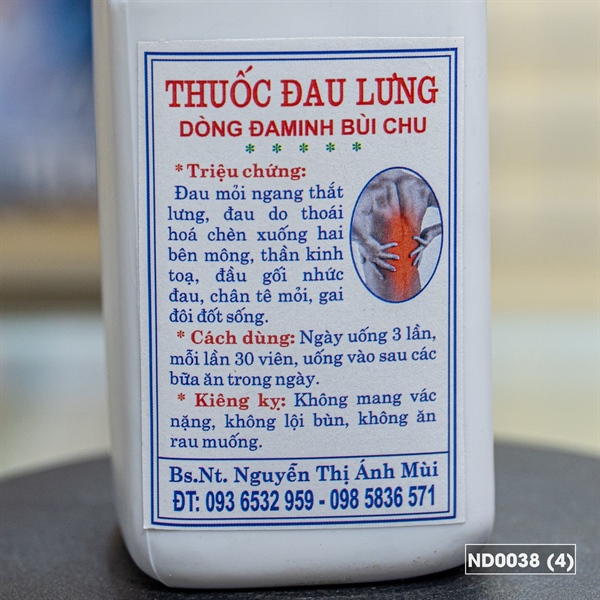 THUỐC ĐAU LƯNG
DÒNG ĐAMINH BÙI CHU
* * * * *
* Triệu chứng:
Đau mỏi ngang thắt
lưng, đau do thoái
hoá chèn xuống hai
bên mông, thần kinh
toạ, đầu gối nhức
đau, chân tê mỏi, gai
đôi đốt sống.
* Cách dùng: Ngày uống 3 lần,
mỗi lần 30 viên, uống vào sau các
bữa ăn trong ngày.
* Kiêng kỵ: Không mang vác
nặng, không lội bùn, không ăn
rau muống.
Bs.Nt. Nguyễn Thị Ánh Mùi
ĐT: 093 6532 959 - 098 5836 571
ND0038 (4)